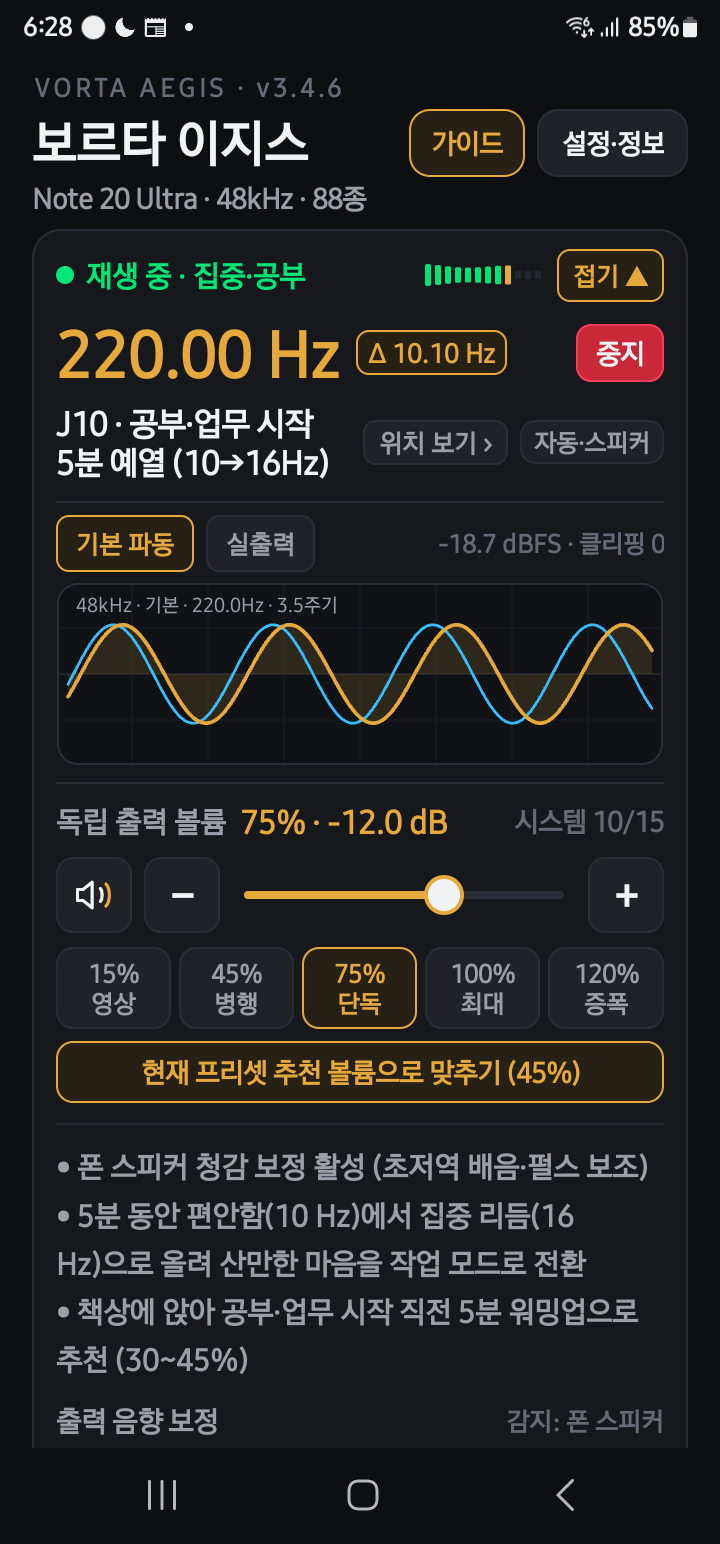 6:28 85%
VORTA AEGIS · v3.4.6
보르타 이지스
가이드
설정·정보
Note 20 Ultra · 48kHz · 88종
재생 중 · 집중·공부
접기 ▲
220.00 Hz
Δ 10.10 Hz
중지
J10 · 공부·업무 시작
5분 예열 (10→16Hz)
위치 보기 ›
자동·스피커
기본 파동
실출력
-18.7 dBFS · 클리핑 0
48kHz · 기본 · 220.0Hz · 3.5주기
독립 출력 볼륨 75% · -12.0 dB
시스템 10/15
−
+
15%
영상
45%
병행
75%
단독
100%
최대
120%
증폭
현재 프리셋 추천 볼륨으로 맞추기 (45%)
• 폰 스피커 청감 보정 활성 (초저역 배음·펄스 보조)
• 5분 동안 편안함(10 Hz)에서 집중 리듬(16
Hz)으로 올려 산만한 마음을 작업 모드로 전환
• 책상에 앉아 공부·업무 시작 직전 5분 워밍업으로
추천 (30~45%)
출력 음향 보정
감지: 폰 스피커